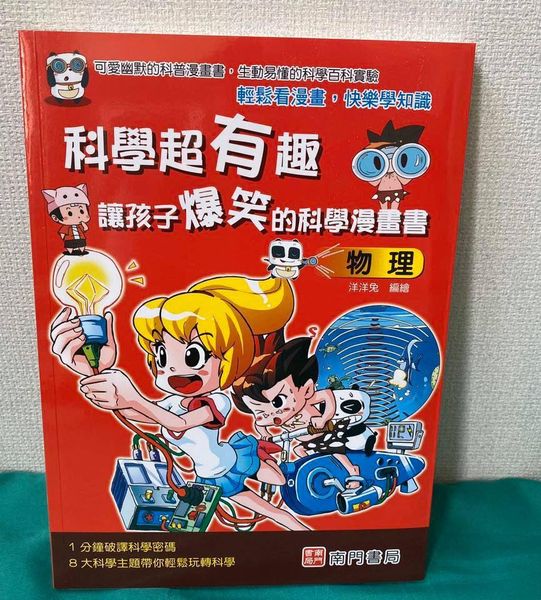 可愛幽默的科普漫畫書，生動易懂的科學百科實驗
輕鬆看漫畫，快樂學知識
科學超有趣
讓孩子爆笑的科學漫畫書
物理
洋洋兔 編繪
1 分鐘破譯科學密碼
8 大科學主題帶你輕鬆玩轉科學
南門書局
南門書局